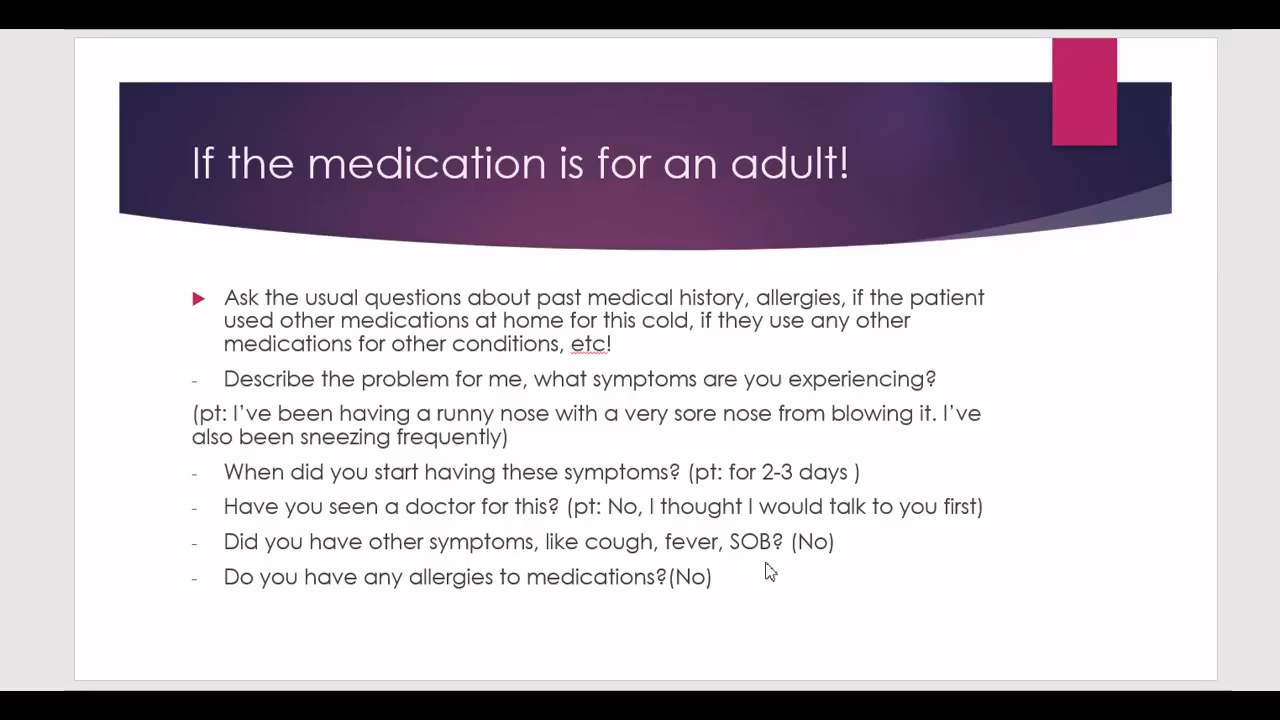 If the medication is for an adult!
Ask the usual questions about past medical history, allergies, if the patient
used other medications at home for this cold, if they use any other
medications for other conditions, etc!
- Describe the problem for me, what symptoms are you experiencing?
(pt: I’ve been having a runny nose with a very sore nose from blowing it. I’ve
also been sneezing frequently)
- When did you start having these symptoms? (pt: for 2-3 days )
- Have you seen a doctor for this? (pt: No, I thought I would talk to you first)
- Did you have other symptoms, like cough, fever, SOB? (No)
- Do you have any allergies to medications?(No)